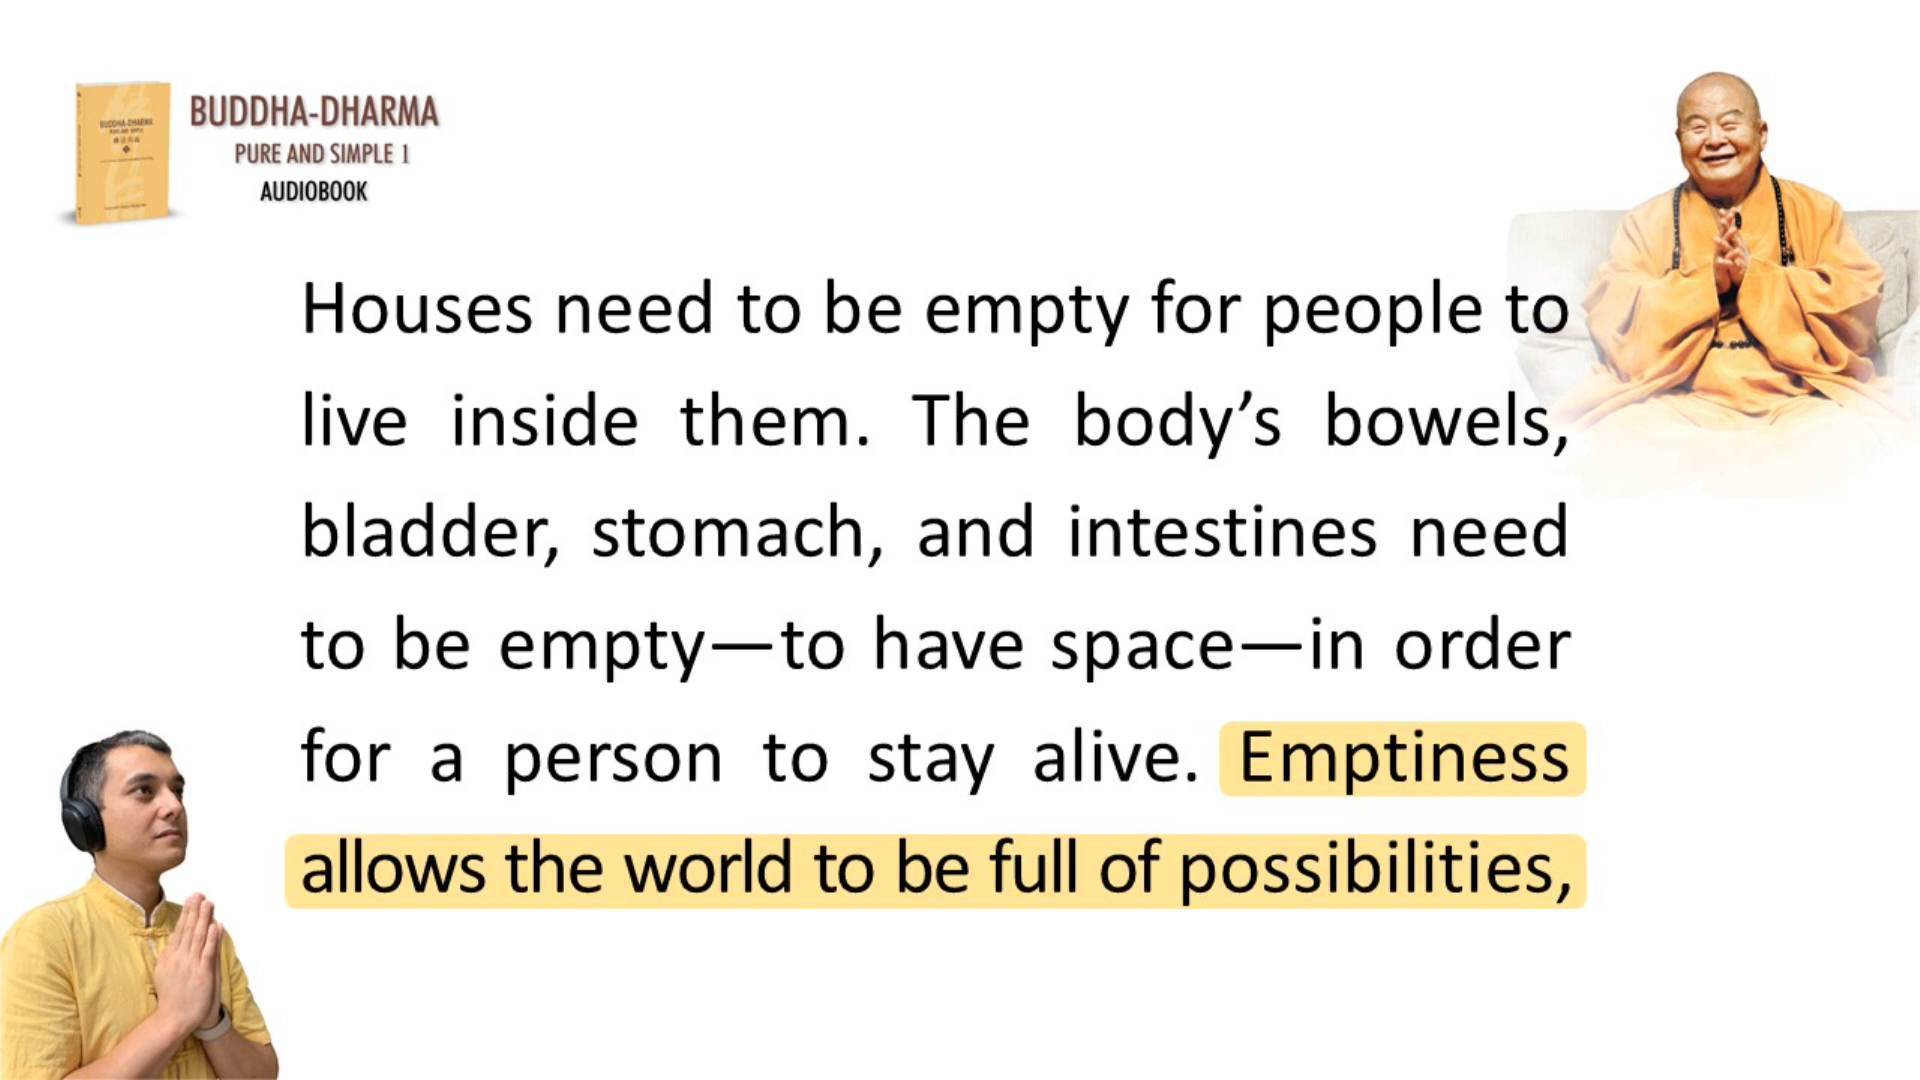 BUDDHA-DHARMA
PURE AND SIMPLE 1
AUDIOBOOK
BUDDHA-DHARMA
Houses need to be empty for people to
live inside them. The body’s bowels,
bladder, stomach, and intestines need
to be empty—to have space—in order
for a person to stay alive. Emptiness
allows the world to be full of possibilities,